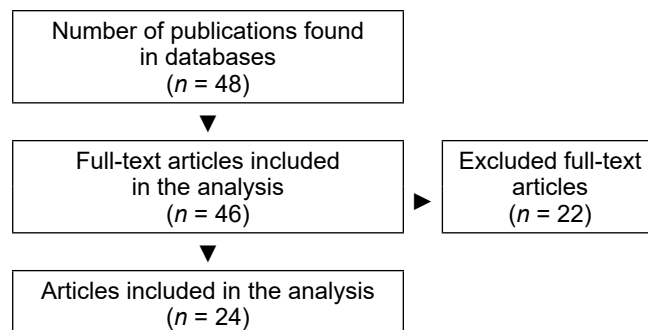 Number of publications found
in databases
(n = 48)
▼
Full-text articles included
in the analysis
(n = 46)
►
Excluded full-text
articles
(n = 22)
▼
Articles included in the analysis
(n = 24)